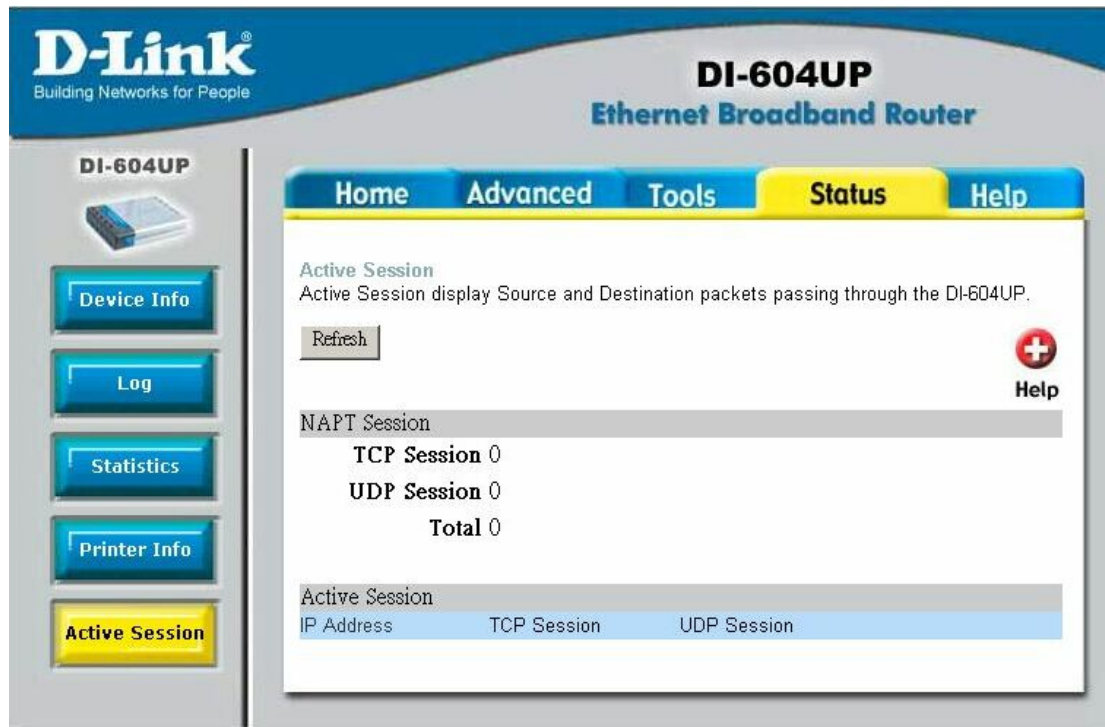 D-Link®
Building Networks for People
DI-604UP
Ethernet Broadband Router
DI-604UP
Home Advanced Tools Status Help
Device Info
Log
Statistics
Printer Info
Active Session
Active Session
Active Session display Source and Destination packets passing through the DI-604UP.
Refresh
Help
NAPT Session
TCP Session 0
UDP Session 0
Total 0
Active Session
IP Address TCP Session UDP Session